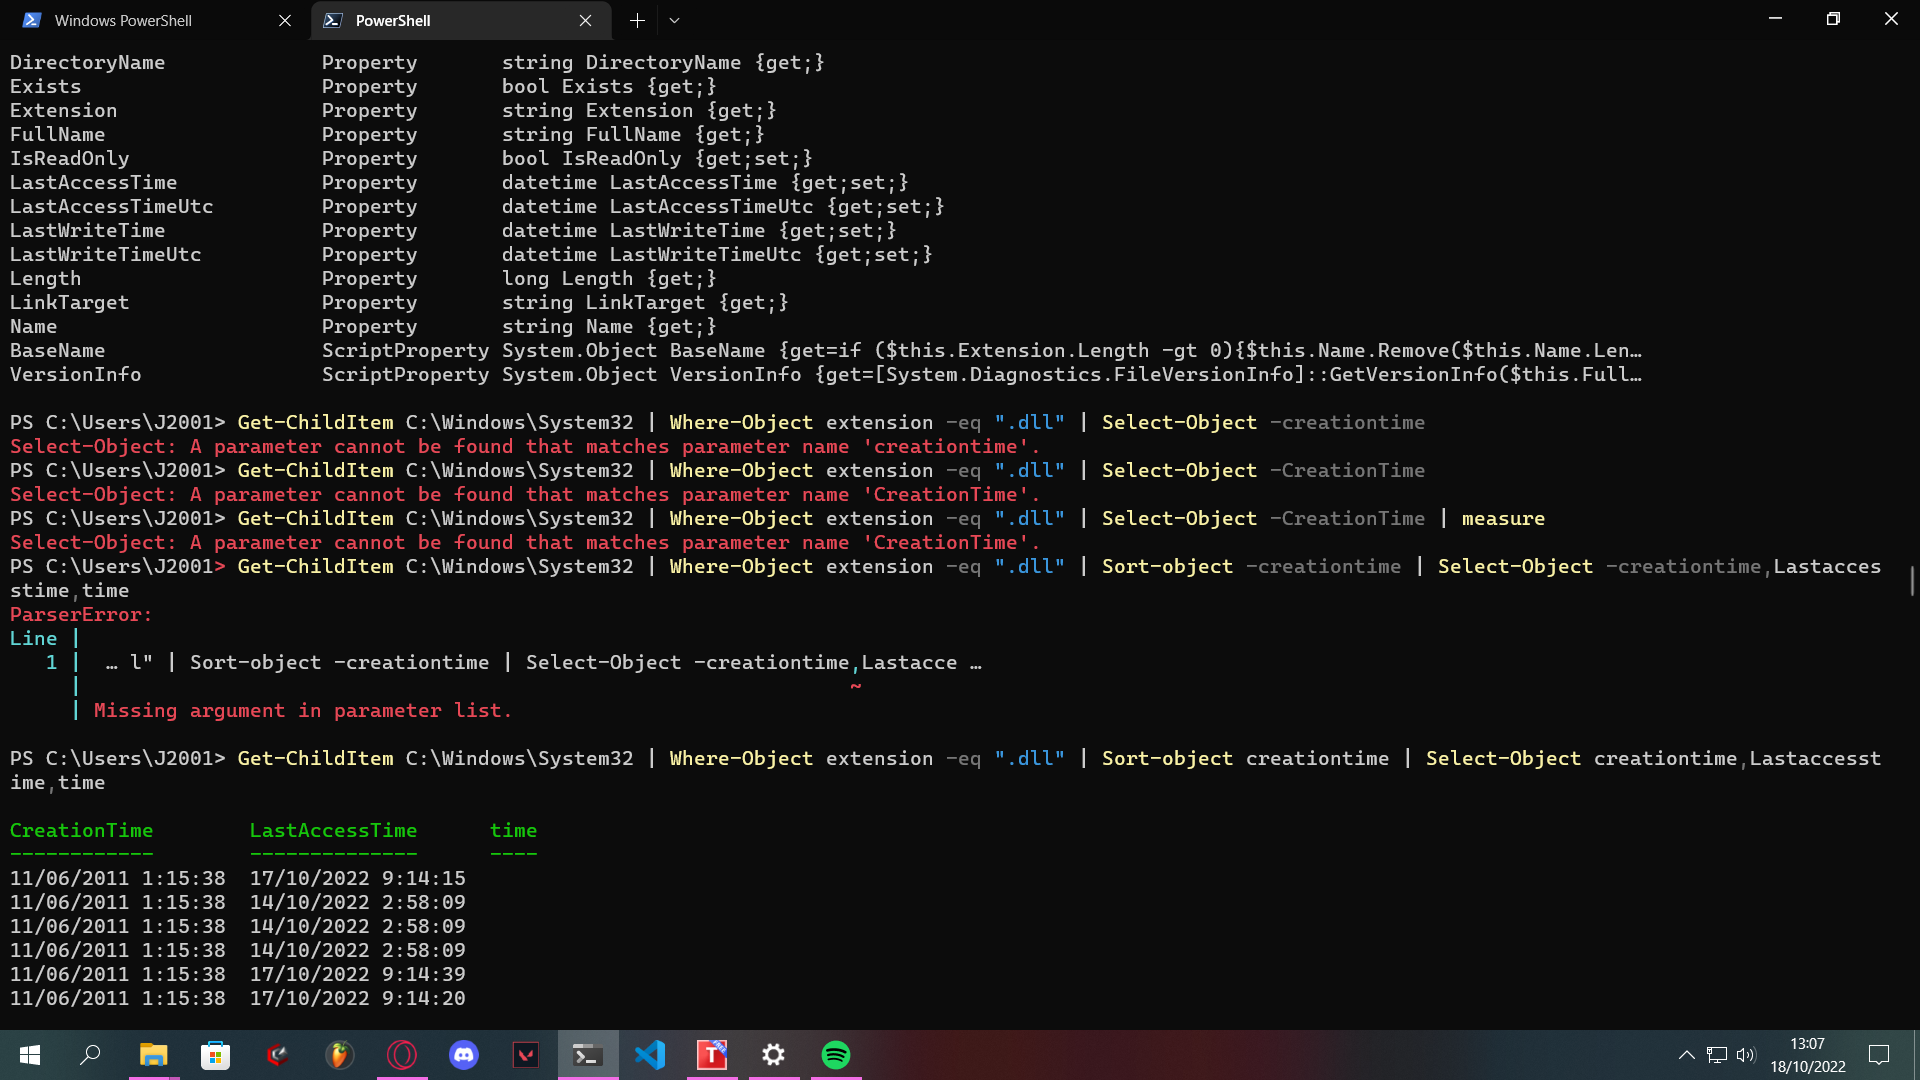 Windows PowerShell
PowerShell
DirectoryName Property string DirectoryName {get;}
Exists Property bool Exists {get;}
Extension Property string Extension {get;}
FullName Property string FullName {get;}
IsReadOnly Property bool IsReadOnly {get;set;}
LastAccessTime Property datetime LastAccessTime {get;set;}
LastAccessTimeUtc Property datetime LastAccessTimeUtc {get;set;}
LastWriteTime Property datetime LastWriteTime {get;set;}
LastWriteTimeUtc Property datetime LastWriteTimeUtc {get;set;}
Length Property long Length {get;}
LinkTarget Property string LinkTarget {get;}
Name Property string Name {get;}
BaseName ScriptProperty System.Object BaseName {get=if ($this.Extension.Length -gt 0){$this.Name.Remove($this.Name.Len…
VersionInfo ScriptProperty System.Object VersionInfo {get=[System.Diagnostics.FileVersionInfo]::GetVersionInfo($this.Full…
PS C:\Users\J2001> Get-ChildItem C:\Windows\System32 | Where-Object extension -eq ".dll" | Select-Object -creationtime
Select-Object: A parameter cannot be found that matches parameter name 'creationtime'.
PS C:\Users\J2001> Get-ChildItem C:\Windows\System32 | Where-Object extension -eq ".dll" | Select-Object -CreationTime
Select-Object: A parameter cannot be found that matches parameter name 'CreationTime'.
PS C:\Users\J2001> Get-ChildItem C:\Windows\System32 | Where-Object extension -eq ".dll" | Select-Object -CreationTime | measure
Select-Object: A parameter cannot be found that matches parameter name 'CreationTime'.
PS C:\Users\J2001> Get-ChildItem C:\Windows\System32 | Where-Object extension -eq ".dll" | Sort-object -creationtime | Select-Object -creationtime,Lastacces
stime,time
ParserError:
Line |
1 | … l" | Sort-object -creationtime | Select-Object -creationtime,Lastacce …
| ~
| Missing argument in parameter list.
PS C:\Users\J2001> Get-ChildItem C:\Windows\System32 | Where-Object extension -eq ".dll" | Sort-object creationtime | Select-Object creationtime,Lastaccesst
ime,time
CreationTime LastAccessTime time
------------ -------------- ----
11/06/2011 1:15:38 17/10/2022 9:14:15
11/06/2011 1:15:38 14/10/2022 2:58:09
11/06/2011 1:15:38 14/10/2022 2:58:09
11/06/2011 1:15:38 14/10/2022 2:58:09
11/06/2011 1:15:38 17/10/2022 9:14:39
11/06/2011 1:15:38 17/10/2022 9:14:20
T
13:07
18/10/2022